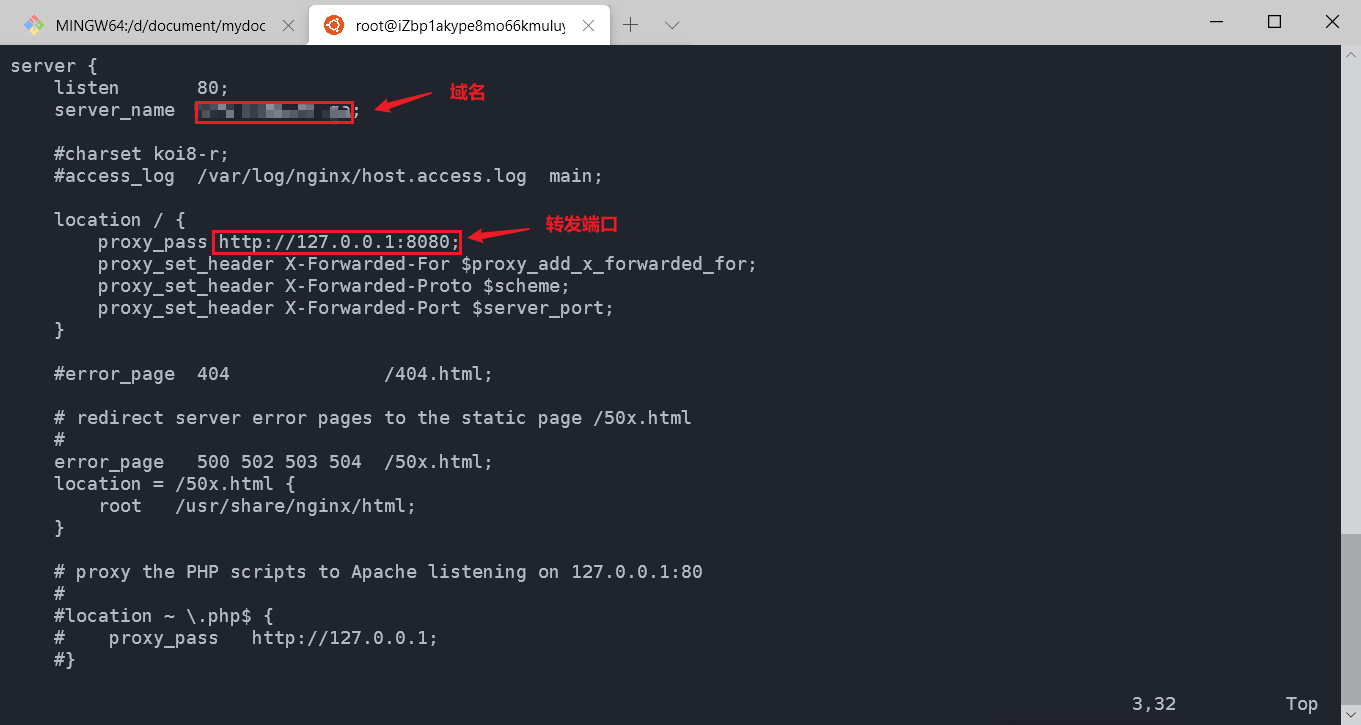 MINGW64:/d/document/mydoc
root@iZbp1akype8mo66kmuluy
server {
    listen       80;
    server_name  ; 域名
    #charset koi8-r;
    #access_log  /var/log/nginx/host.access.log  main;
    location / { 转发端口
        proxy_pass http://127.0.0.1:8080;
        proxy_set_header X-Forwarded-For $proxy_add_x_forwarded_for;
        proxy_set_header X-Forwarded-Proto $scheme;
        proxy_set_header X-Forwarded-Port $server_port;
    }
    #error_page  404              /404.html;
    # redirect server error pages to the static page /50x.html
    #
    error_page   500 502 503 504  /50x.html;
    location = /50x.html {
        root   /usr/share/nginx/html;
    }
    # proxy the PHP scripts to Apache listening on 127.0.0.1:80
    #
    #location ~ \.php$ {
    #    proxy_pass   http://127.0.0.1;
    #}
3,32          Top